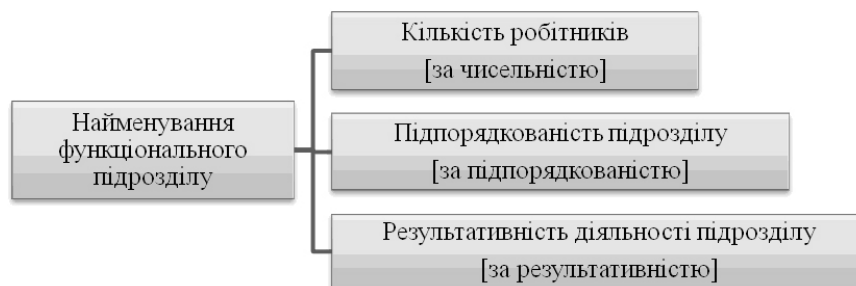 Найменування
функціонального
підрозділу
Кількість робітників
[за чисельністю]
Підпорядкованість підрозділу
[за підпорядкованістю]
Результативність діяльності підрозділу
[за результативністю]